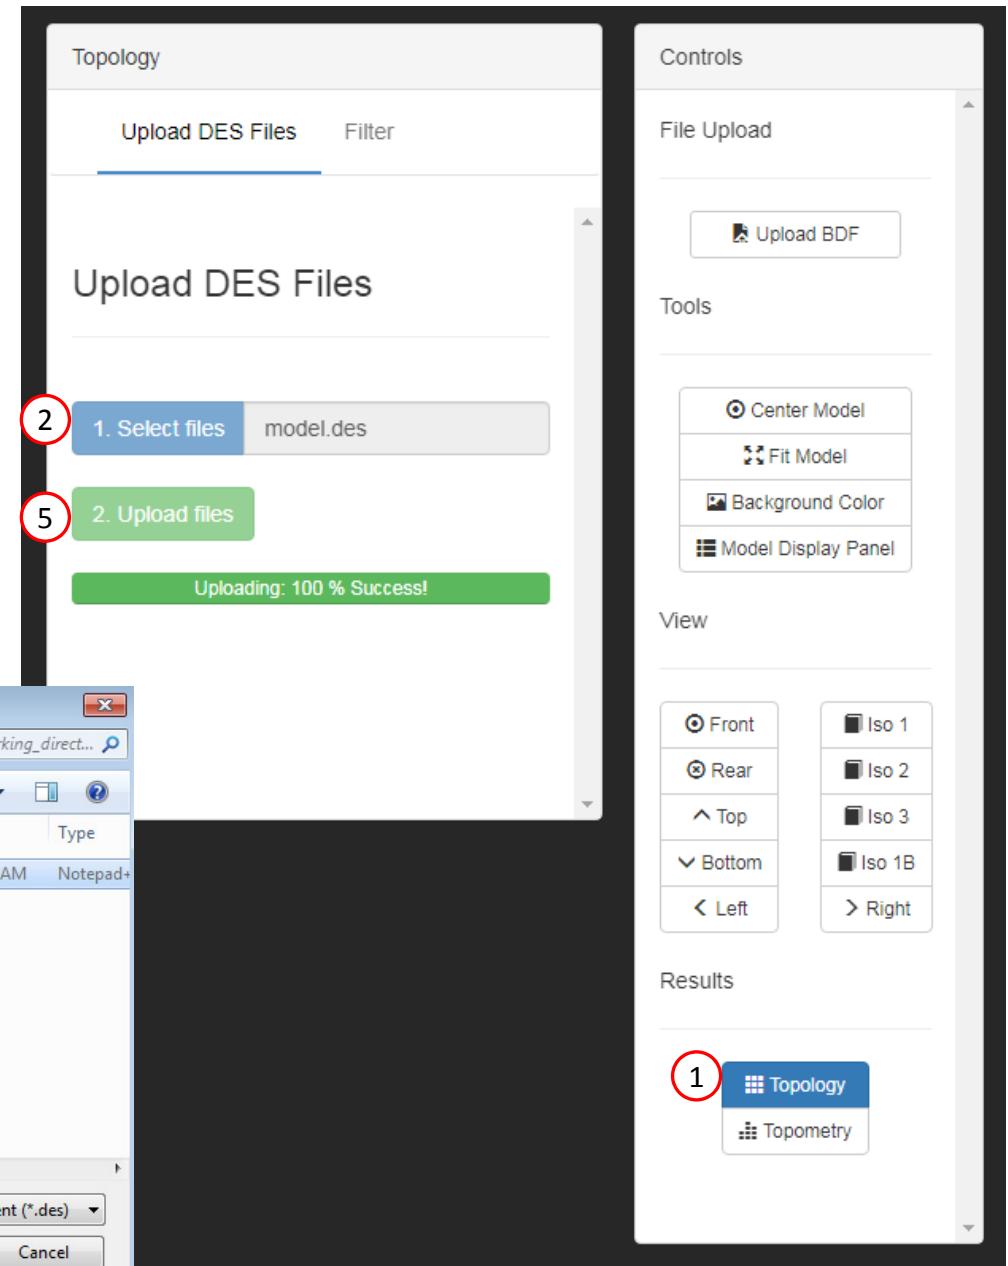 Topology
Upload DES Files
Filter
Upload DES Files
2
1. Select files
model.des
5
2. Upload files
Uploading: 100 % Success!
rking_direct...
Type
AM
Notepad+
ent (*.des)
Cancel
Controls
File Upload
Upload BDF
Tools
Center Model
Fit Model
Background Color
Model Display Panel
View
Front
Rear
Top
Bottom
Left
Iso 1
Iso 2
Iso 3
Iso 1B
Right
Results
1
Topology
Topometry